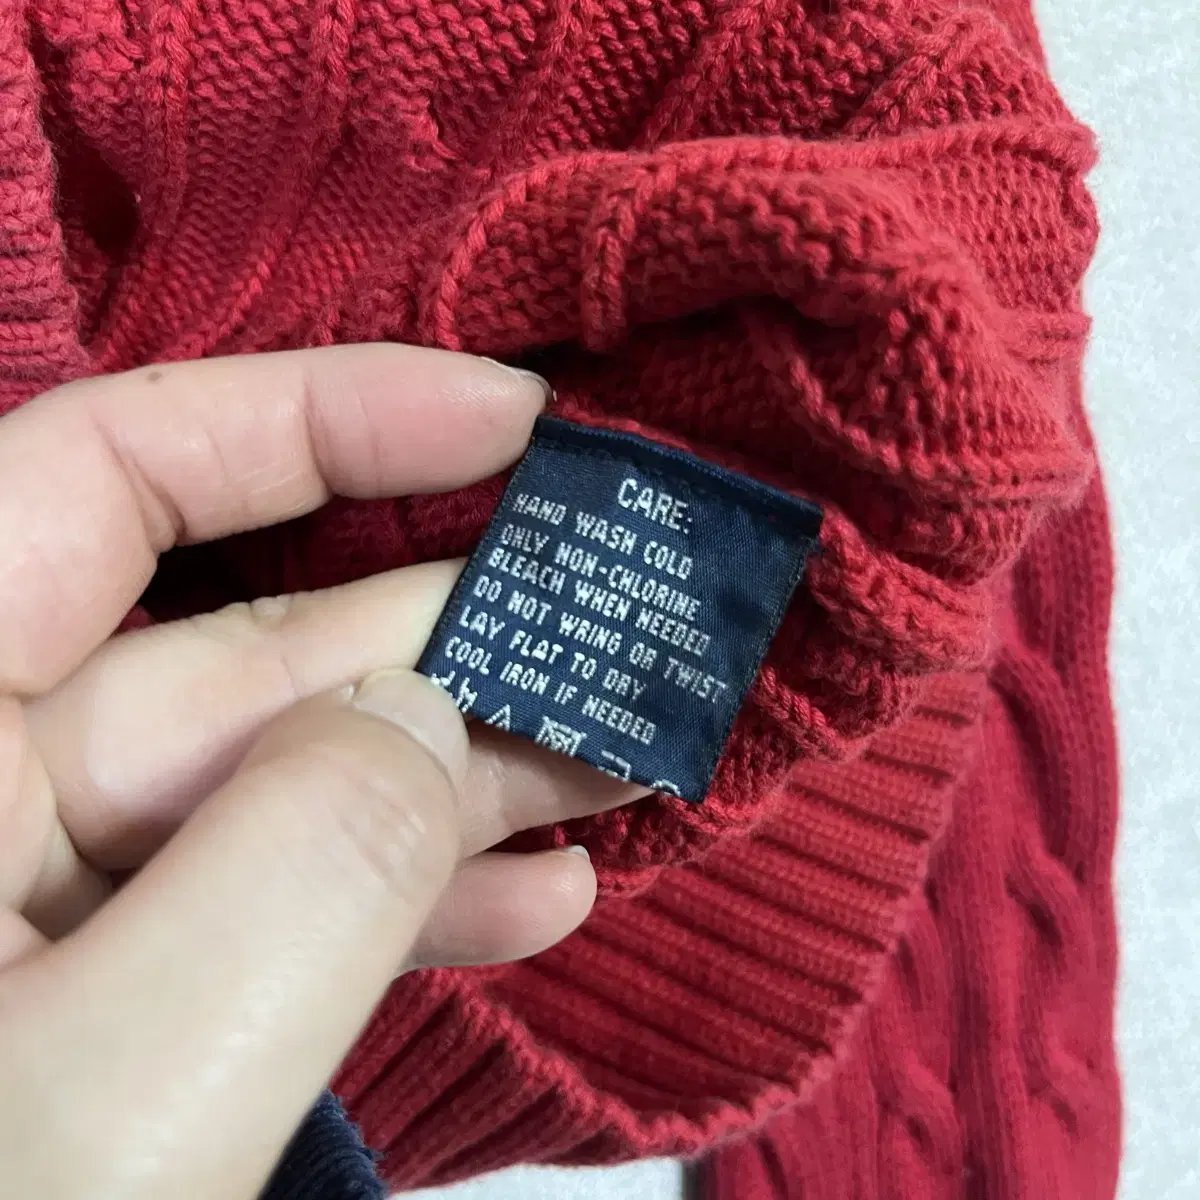 CARE:
HAND WASH COLD
ONLY NON-CHLORINE
BLEACH WHEN NEEDED
DO NOT WRING OR TWIST
LAY FLAT TO DRY
COOL IRON IF NEEDED